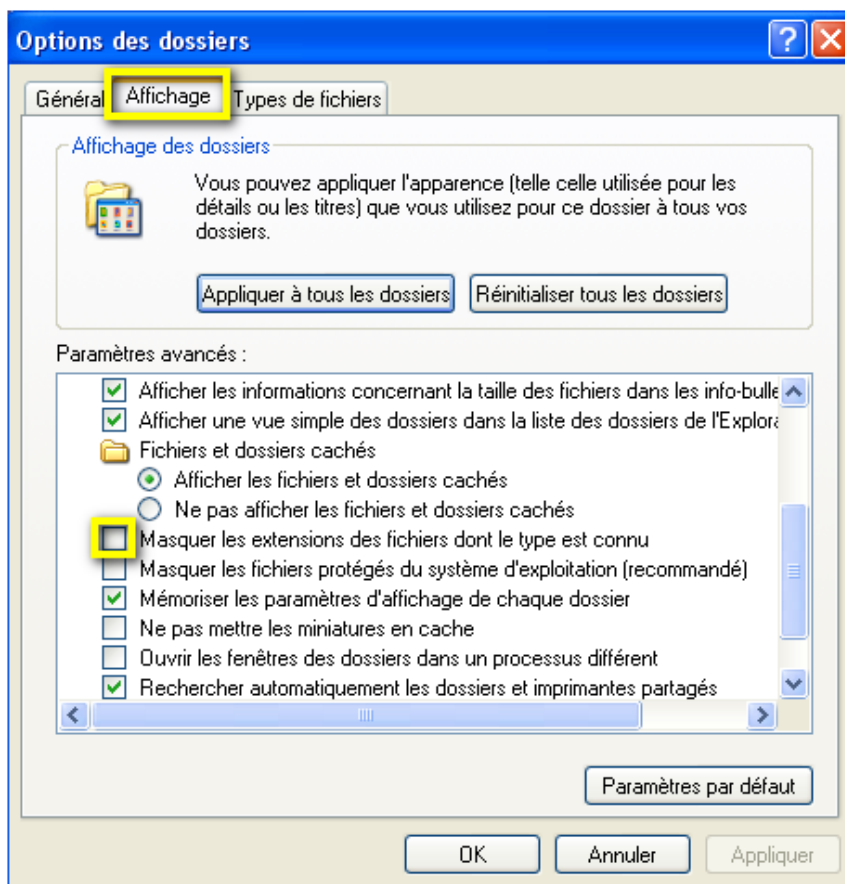 Options des dossiers
Général Affichage Types de fichiers
Affichage des dossiers
Vous pouvez appliquer l'apparence (telle celle utilisée pour les
détails ou les titres) que vous utilisez pour ce dossier à tous vos
dossiers.
Appliquer à tous les dossiers Réinitialiser tous les dossiers
Paramètres avancés :
Afficher les informations concernant la taille des fichiers dans les info-bulle
Afficher une vue simple des dossiers dans la liste des dossiers de l'Explora
Fichiers et dossiers cachés
Afficher les fichiers et dossiers cachés
Ne pas afficher les fichiers et dossiers cachés
Masquer les extensions des fichiers dont le type est connu
Masquer les fichiers protégés du système d'exploitation (recommandé)
Mémoriser les paramètres d'affichage de chaque dossier
Ne pas mettre les miniatures en cache
Ouvrir les fenêtres des dossiers dans un processus différent
Rechercher automatiquement les dossiers et imprimantes partagés
Paramètres par défaut
OK Annuler Appliquer